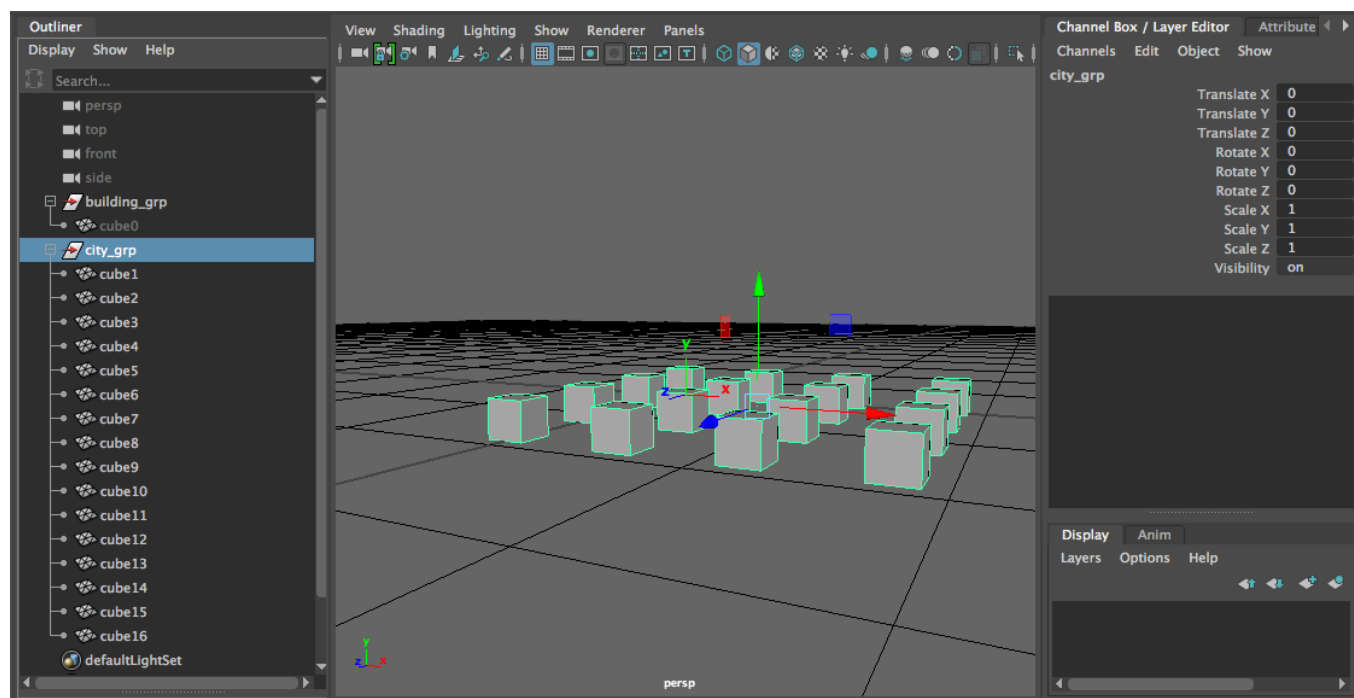 Outliner
Display Show Help
Search...
persp
top
front
side
building_grp
cube0
city_grp
cube1
cube2
cube3
cube4
cube5
cube6
cube7
cube8
cube9
cube10
cube11
cube12
cube13
cube14
cube15
cube16
defaultLightSet
View Shading Lighting Show Renderer Panels
y
z x
y
z x
persp
Channel Box / Layer Editor Attribute
Channels Edit Object Show
city_grp
Translate X 0
Translate Y 0
Translate Z 0
Rotate X 0
Rotate Y 0
Rotate Z 0
Scale X 1
Scale Y 1
Scale Z 1
Visibility on
Display Anim
Layers Options Help